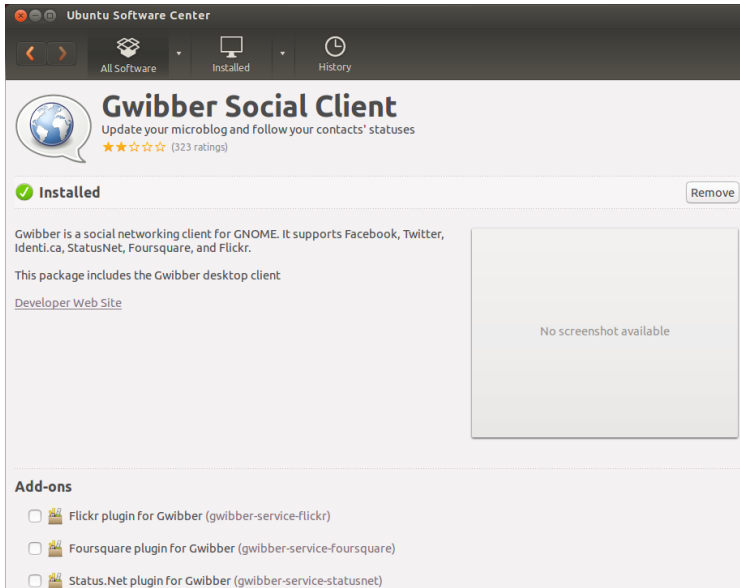 Ubuntu Software Center
All Software
Installed
History
Gwibber Social Client
Update your microblog and follow your contacts' statuses
(323 ratings)
Installed
Remove
Gwibber is a social networking client for GNOME. It supports Facebook, Twitter,
Identi.ca, StatusNet, Foursquare, and Flickr.
This package includes the Gwibber desktop client
Developer Web Site
No screenshot available
Add-ons
Flickr plugin for Gwibber (gwibber-service-flickr)
Foursquare plugin for Gwibber (gwibber-service-foursquare)
Status.Net plugin for Gwibber (gwibber-service-statusnet)